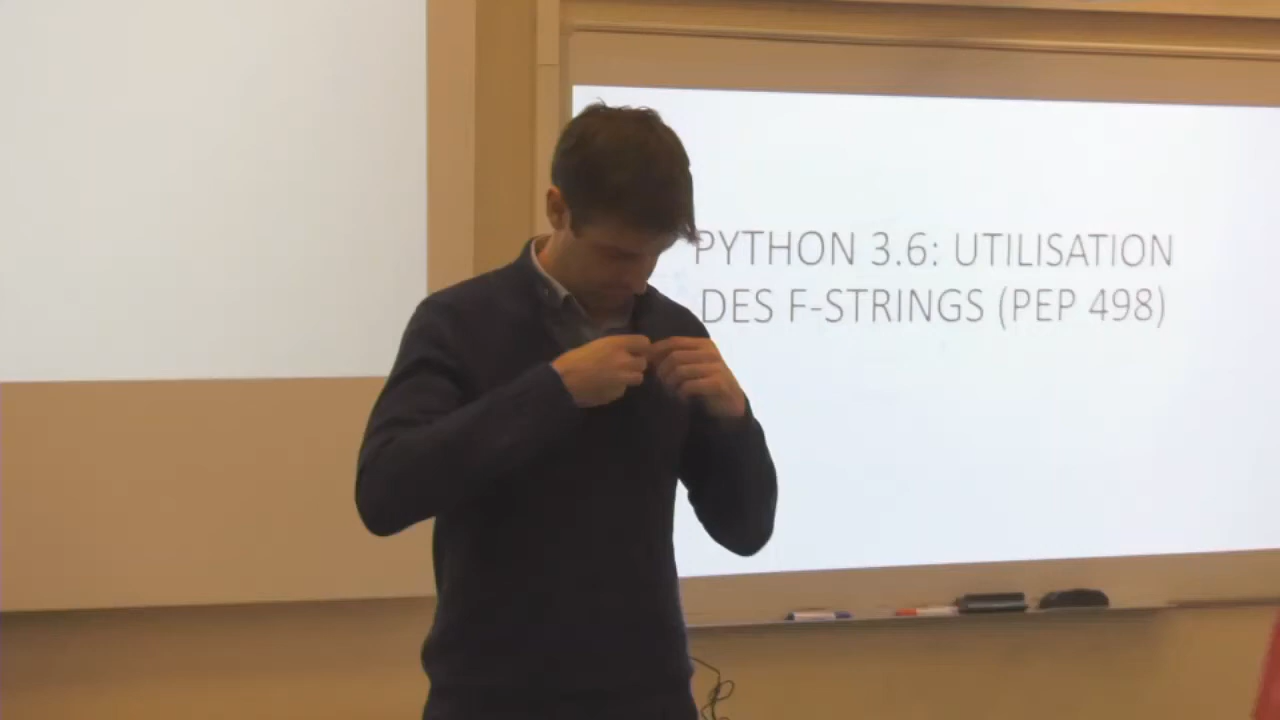 PYTHON 3.6: UTILISATION
DES F-STRINGS (PEP 498)